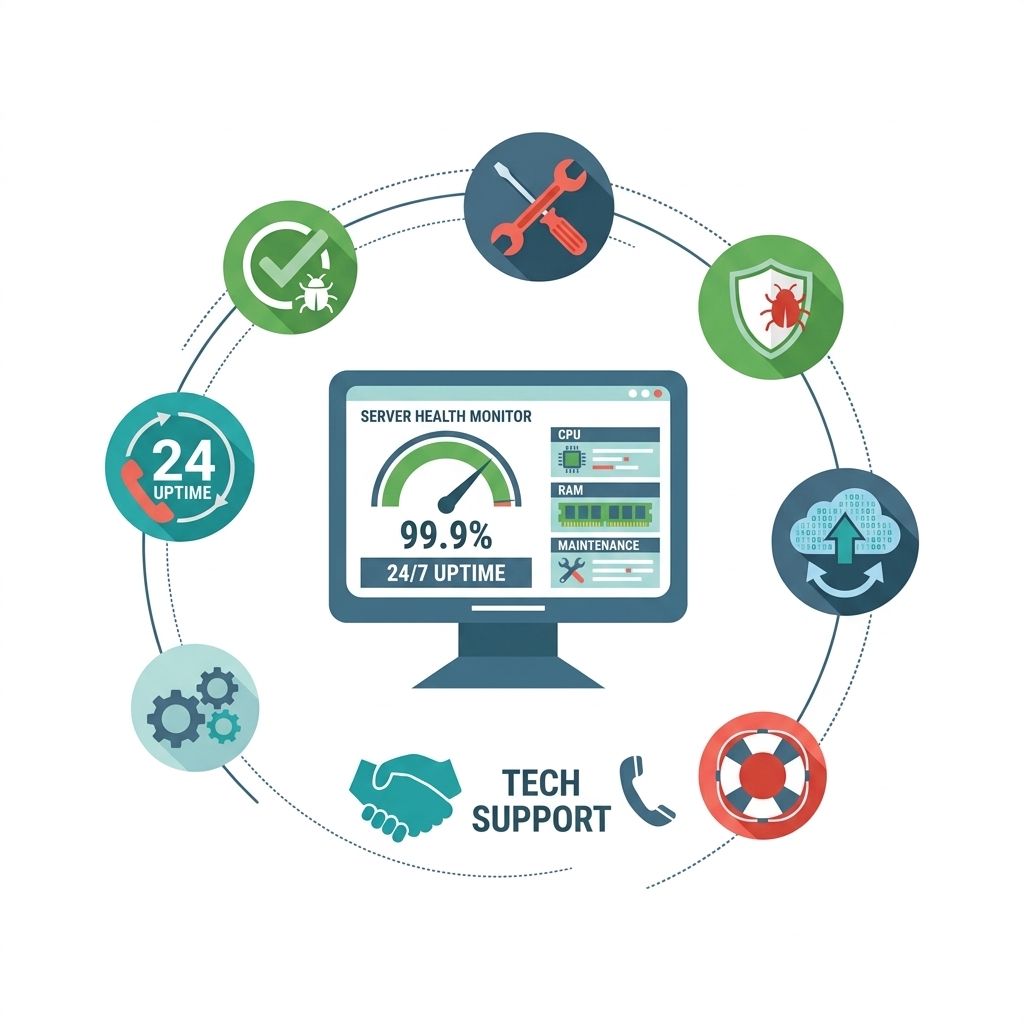 24
UPTIME
SERVER HEALTH MONITOR
99.9%
24/7 UPTIME
CPU
RAM
MAINTENANCE
TECH
SUPPORT